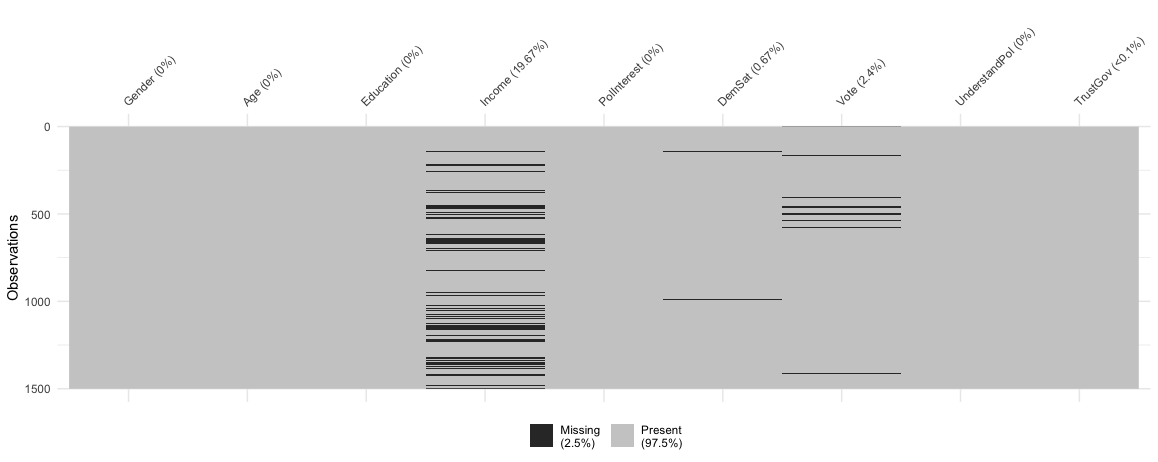 Gender (0%)
Age (0%)
Education (0%)
Income (19.67%)
PolInterest (0%)
DemSat (0.67%)
Vote (2.4%)
UnderstandPol (0%)
TrustGov (<0.1%)
0
500
1000
1500
Observations
Missing
(2.5%)
Present
(97.5%)